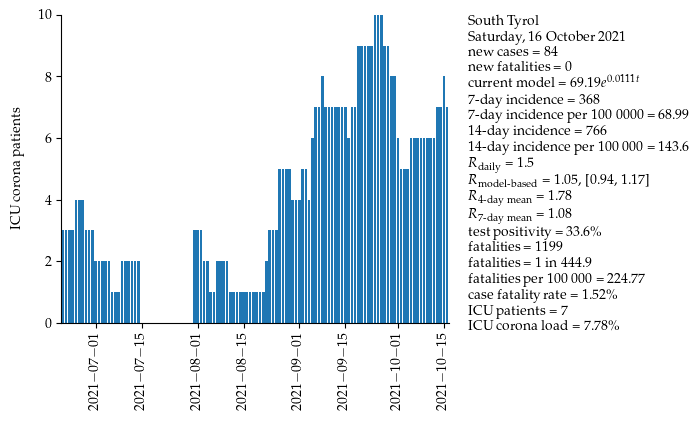 10
8
6
4
2
0
ICU corona patients
2021−07−01
2021−07−15
2021−08−01
2021−08−15
2021−09−01
2021−09−15
2021−10−01
2021−10−15
South Tyrol
Saturday, 16 October 2021
new cases = 84
new fatalities = 0
current model = 69.19e^0.0111t
7-day incidence = 368
7-day incidence per 100 0000 = 68.99
14-day incidence = 766
14-day incidence per 100 000 = 143.6
R_daily = 1.5
R_model-based = 1.05, [0.94, 1.17]
R_4-day mean = 1.78
R_7-day mean = 1.08
test positivity = 33.6%
fatalities = 1199
fatalities = 1 in 444.9
fatalities per 100 000 = 224.77
case fatality rate = 1.52%
ICU patients = 7
ICU corona load = 7.78%